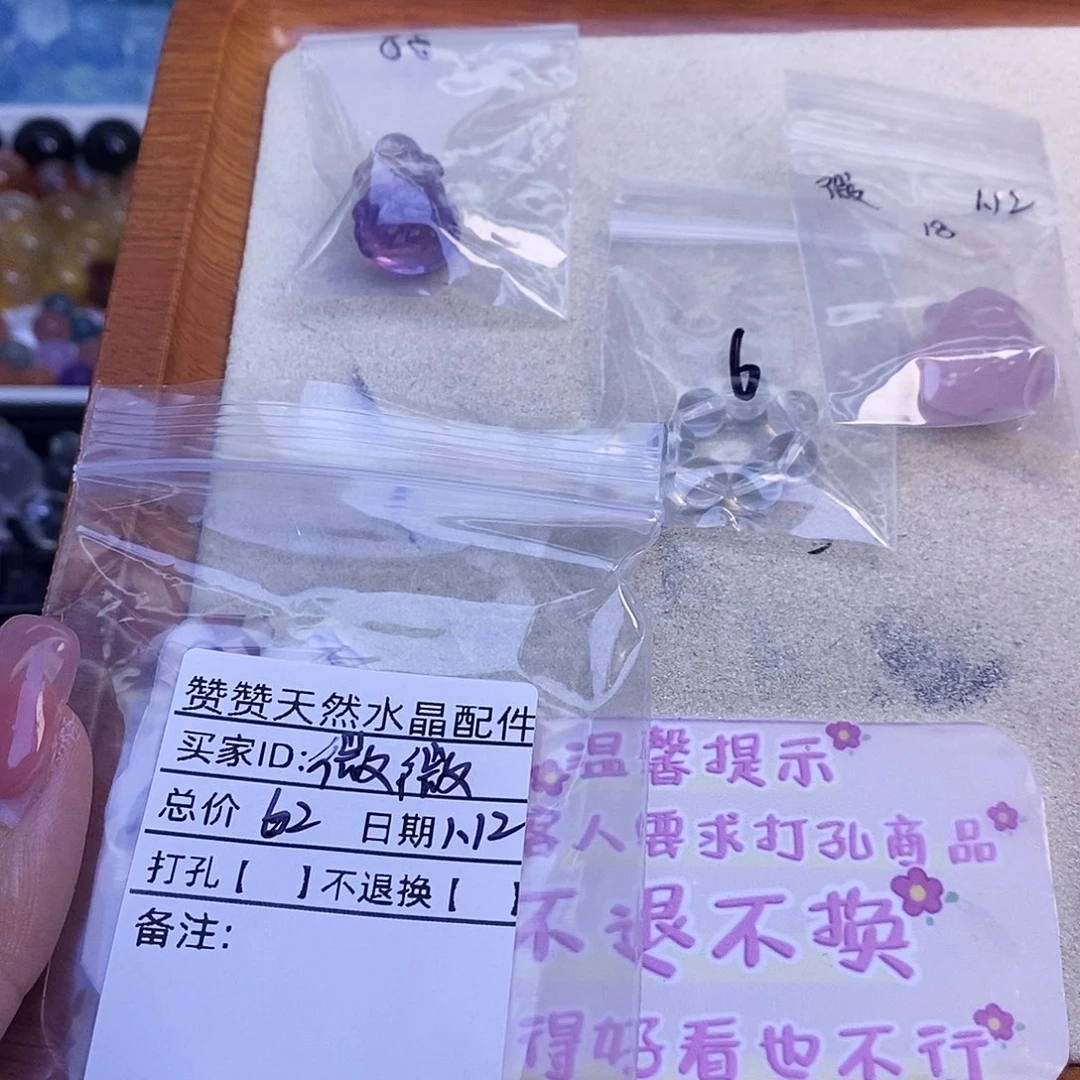 瑕 1.12
18
6
赞赞天然水晶配件
买家ID:微微
总价 62 日期1.12
打孔【 】不退换【 】
备注:
温馨提示
客人要求打孔商品
不退不换
得好看也不行